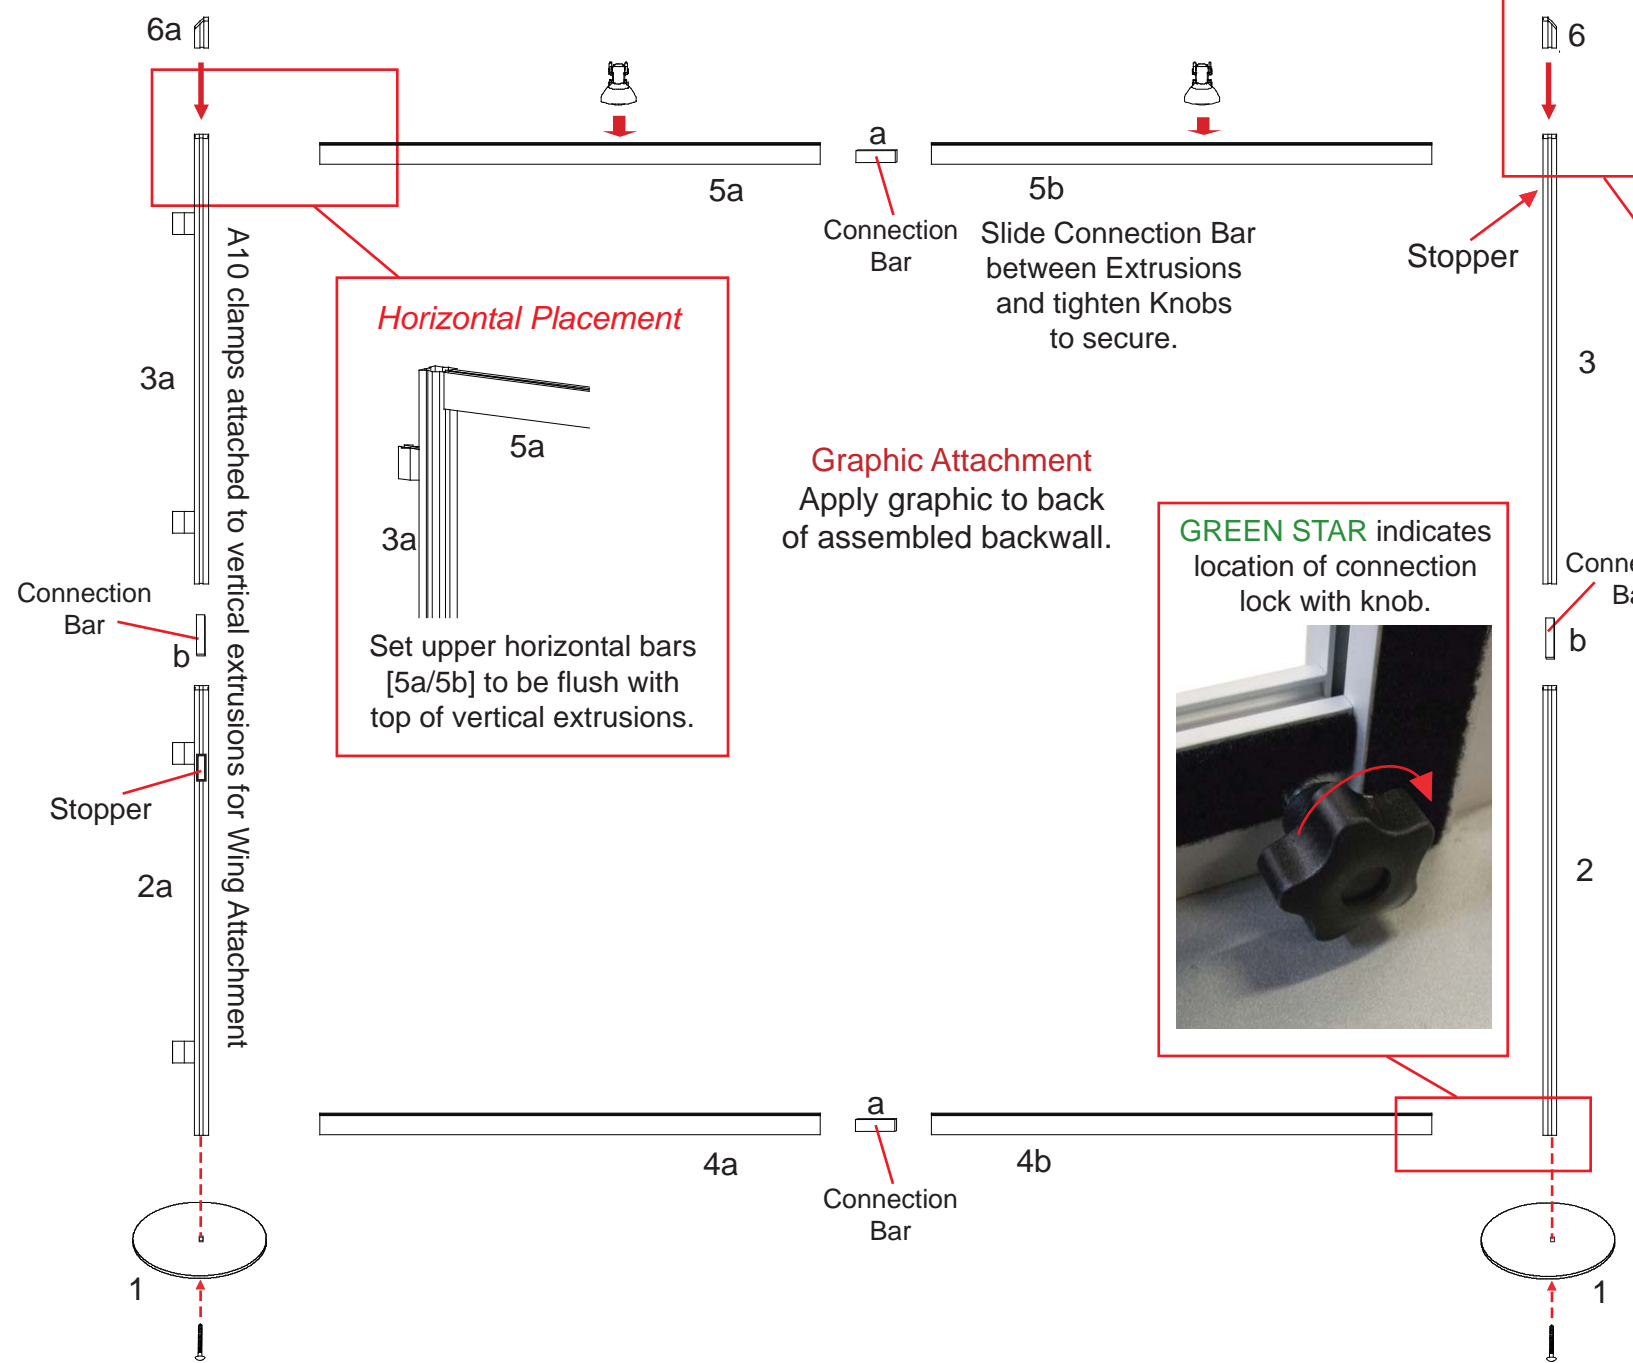 6a
6
a
5a
5b
Connection
Bar
Slide Connection Bar
between Extrusions
and tighten Knobs
to secure.
Stopper
A10 clamps attached to vertical extrusions for Wing Attachment
Horizontal Placement
5a
3a
Set upper horizontal bars
[5a/5b] to be flush with
top of vertical extrusions.
3a
3
Graphic Attachment
Apply graphic to back
of assembled backwall.
GREEN STAR indicates
location of connection
lock with knob.
Connection
Bar
b
b
Stopper
2a
2
a
4a
4b
Connection
Bar
1
1